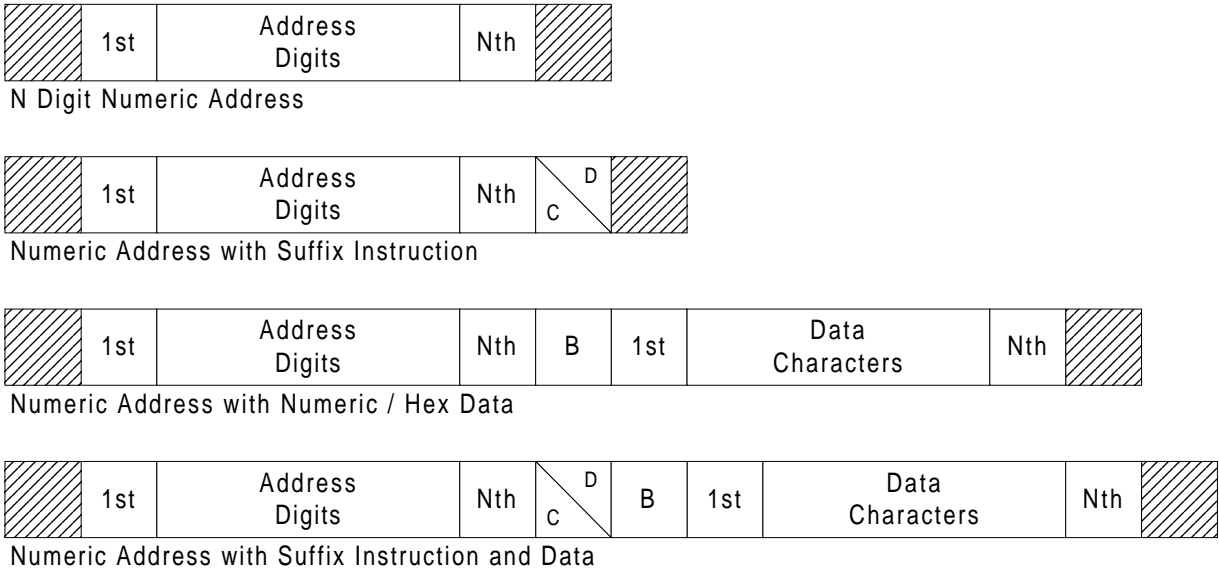 1st Address Digits Nth
N Digit Numeric Address
1st Address Digits Nth D C
Numeric Address with Suffix Instruction
1st Address Digits Nth B 1st Data Characters Nth
Numeric Address with Numeric / Hex Data
1st Address Digits Nth D C B 1st Data Characters Nth
Numeric Address with Suffix Instruction and Data